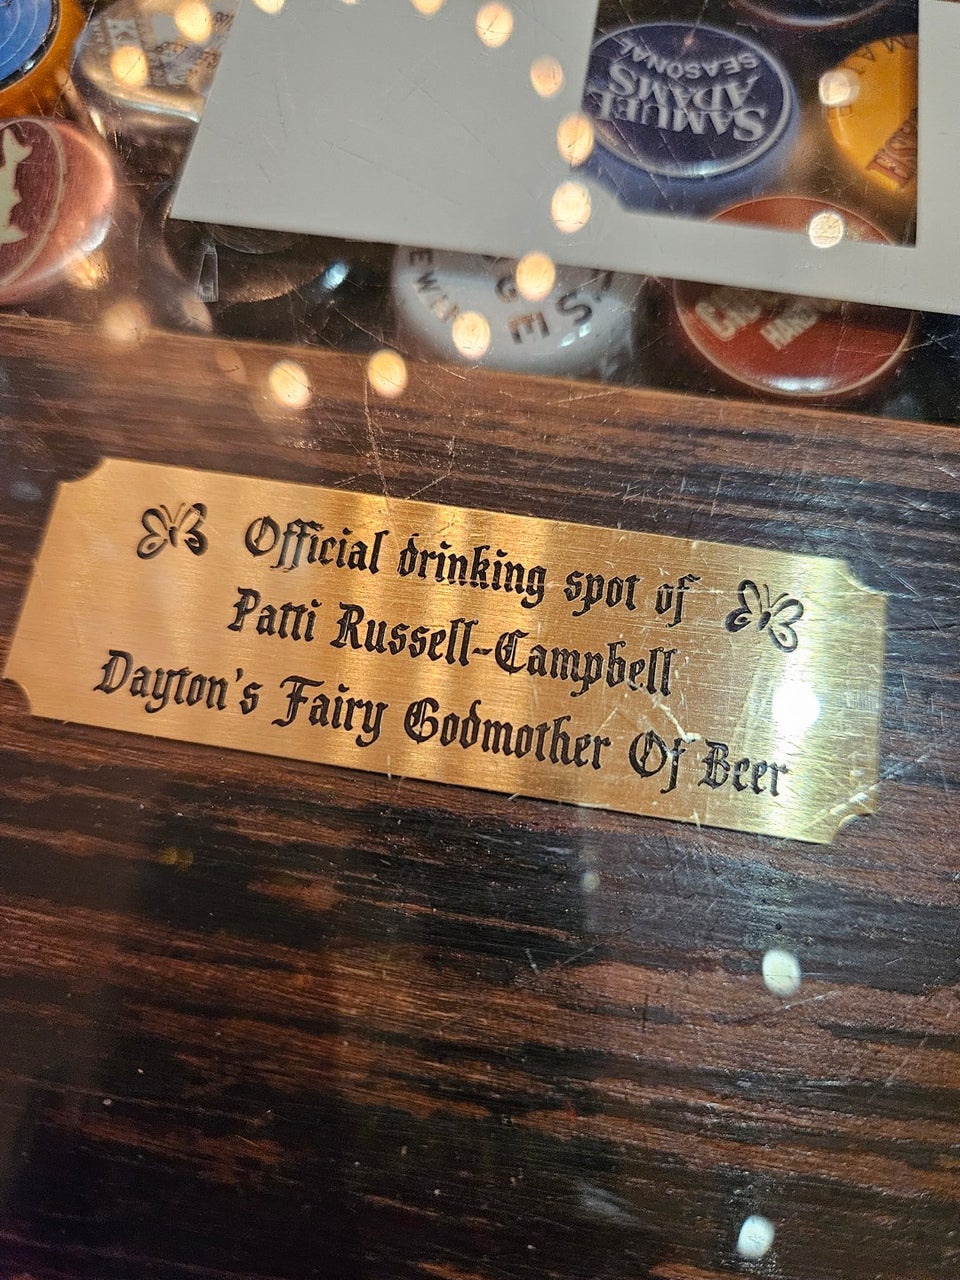 SAMUEL
ADAMS
SEASONAL
Official drinking spot of
Patti Russell-Campbell
Dayton's Fairy Godmother Of Beer